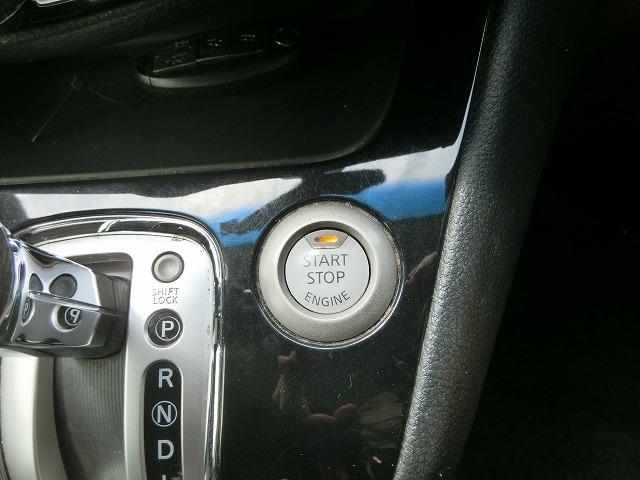 START
STOP
ENGINE
SHIFT
LOCK
P
R
N
D